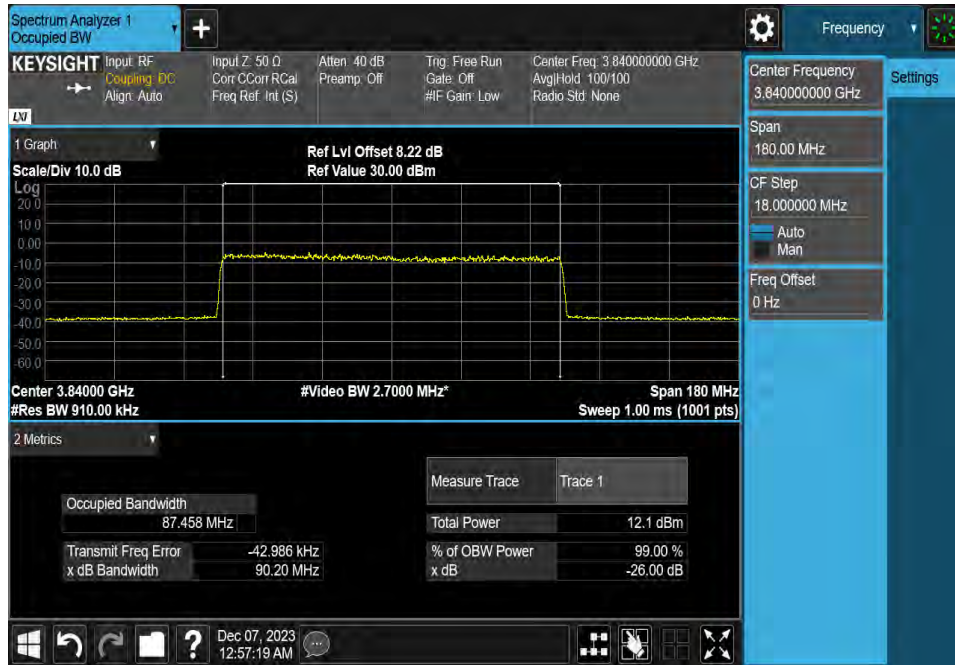 Spectrum Analyzer 1
Occupied BW
+
Frequency
KEYSIGHT
Input: RF
Coupling: DC
Align: Auto
Input Z: 50 Ω
Corr CCorr RCal
Freq Ref: Int (S)
Atten: 40 dB
Preamp: Off
Trig: Free Run
Gate: Off
#IF Gain: Low
Center Freq: 3.840000000 GHz
Avg|Hold: 100/100
Radio Std: None
LXI
Center Frequency
3.840000000 GHz
Settings
Span
180.00 MHz
CF Step
18.000000 MHz
Auto
Man
Freq Offset
0 Hz
1 Graph
Scale/Div 10.0 dB
Ref Lvl Offset 8.22 dB
Ref Value 30.00 dBm
Log
20.0
10.0
0.00
-10.0
-20.0
-30.0
-40.0
-50.0
-60.0
Center 3.84000 GHz
#Res BW 910.00 kHz
#Video BW 2.7000 MHz*
Span 180 MHz
Sweep 1.00 ms (1001 pts)
2 Metrics
Measure Trace Trace 1
Occupied Bandwidth
87.458 MHz
Total Power 12.1 dBm
Transmit Freq Error -42.986 kHz
% of OBW Power 99.00 %
x dB Bandwidth 90.20 MHz
x dB -26.00 dB
?
Dec 07, 2023
12:57:19 AM